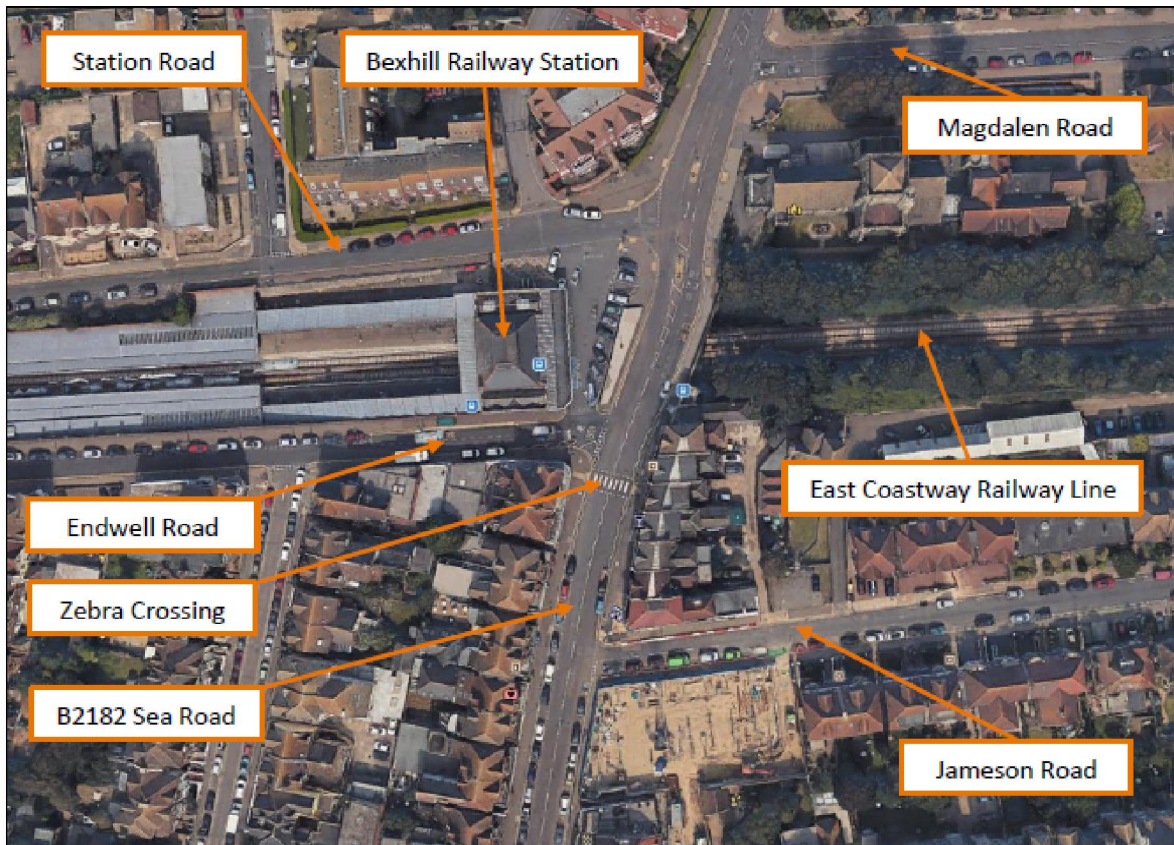 Station Road
Bexhill Railway Station
Magdalen Road
East Coastway Railway Line
Endwell Road
Zebra Crossing
B2182 Sea Road
Jameson Road